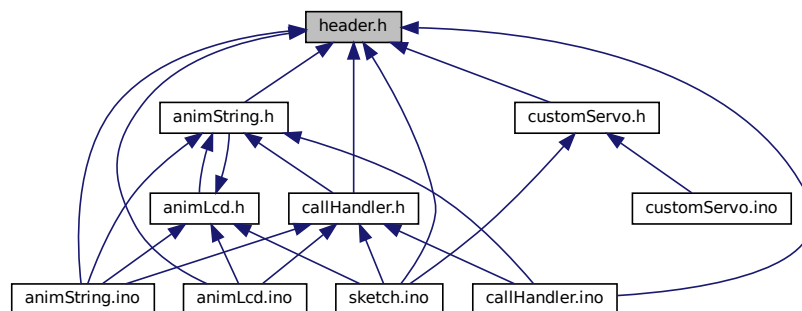 header.h
animString.h
customServo.h
animLcd.h
callHandler.h
customServo.ino
animString.ino
animLcd.ino
sketch.ino
callHandler.ino